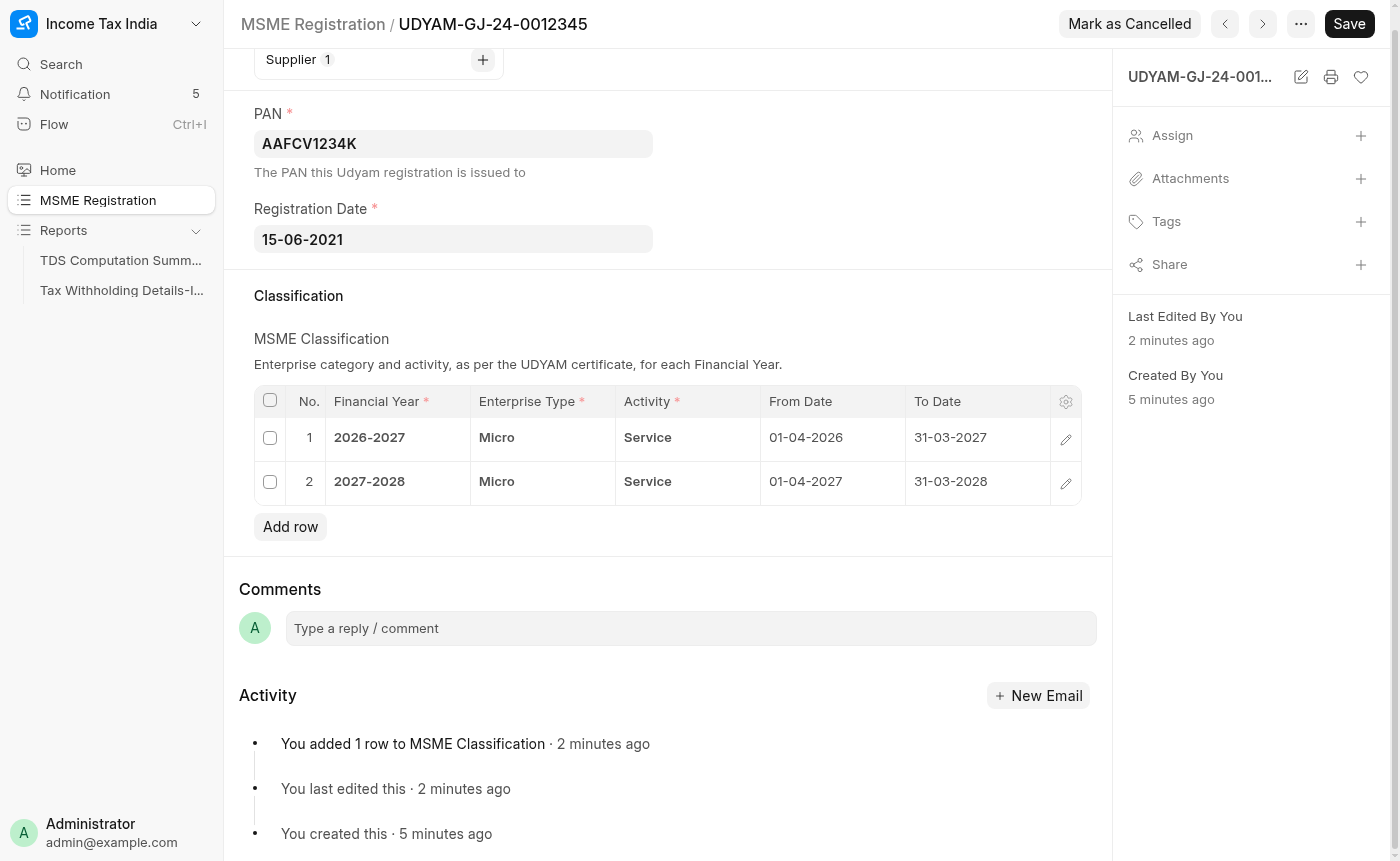 Income Tax India
Search
Notification 5
Flow Ctrl+I
Home
MSME Registration
Reports
TDS Computation Summ...
Tax Withholding Details-I...
A Administrator
admin@example.com
MSME Registration / UDYAM-GJ-24-0012345
Mark as Cancelled
Save
Supplier 1
PAN *
AAFCV1234K
The PAN this Udyam registration is issued to
Registration Date *
15-06-2021
Classification
MSME Classification
Enterprise category and activity, as per the UDYAM certificate, for each Financial Year.
No. Financial Year * Enterprise Type * Activity * From Date To Date
1 2026-2027 Micro Service 01-04-2026 31-03-2027
2 2027-2028 Micro Service 01-04-2027 31-03-2028
Add row
Comments
A Type a reply / comment
Activity
+ New Email
• You added 1 row to MSME Classification · 2 minutes ago
• You last edited this · 2 minutes ago
• You created this · 5 minutes ago
UDYAM-GJ-24-001...
Assign
Attachments
Tags
Share
Last Edited By You
2 minutes ago
Created By You
5 minutes ago